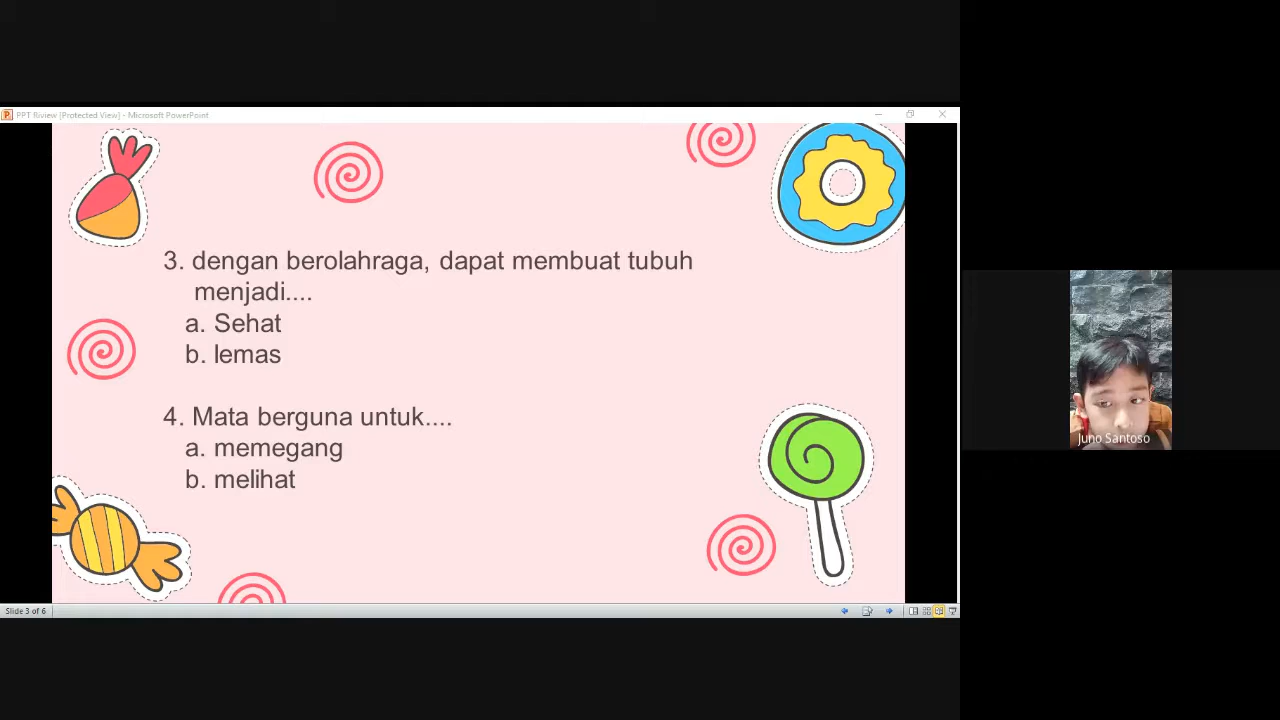 PPT Riview [Protected View] - Microsoft PowerPoint
3. dengan berolahraga, dapat membuat tubuh
menjadi....
a. Sehat
b. lemas
4. Mata berguna untuk....
a. memegang
b. melihat
Juno Santoso
Slide 3 of 6